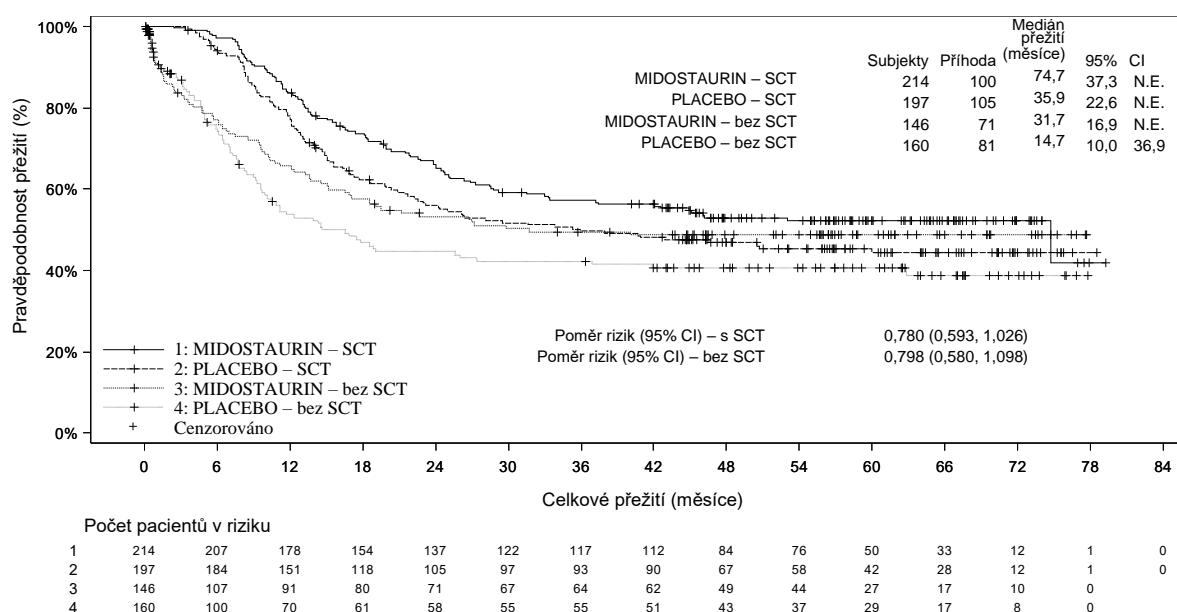 Medián
přežití
(měsíce)
Subjekty Příhoda 95% CI
MIDOSTAURIN – SCT 214 100 74,7 37,3 N.E.
PLACEBO – SCT 197 105 35,9 22,6 N.E.
MIDOSTAURIN – bez SCT 146 71 31,7 16,9 N.E.
PLACEBO – bez SCT 160 81 14,7 10,0 36,9
100%
80%
60%
40%
20%
0%
Pravděpodobnost přežití (%)
Poměr rizik (95% CI) – s SCT 0,780 (0,593, 1,026)
Poměr rizik (95% CI) – bez SCT 0,798 (0,580, 1,098)
1: MIDOSTAURIN – SCT
2: PLACEBO – SCT
3: MIDOSTAURIN – bez SCT
4: PLACEBO – bez SCT
Cenzorováno
0 6 12 18 24 30 36 42 48 54 60 66 72 78 84
Celkové přežití (měsíce)
Počet pacientů v riziku
1 214 207 178 154 137 122 117 112 84 76 50 33 12 1 0
2 197 184 151 118 105 97 93 90 67 58 42 28 12 1 0
3 146 107 91 80 71 67 64 62 49 44 27 17 10 0
4 160 100 70 61 58 55 55 51 43 37 29 17 8 0